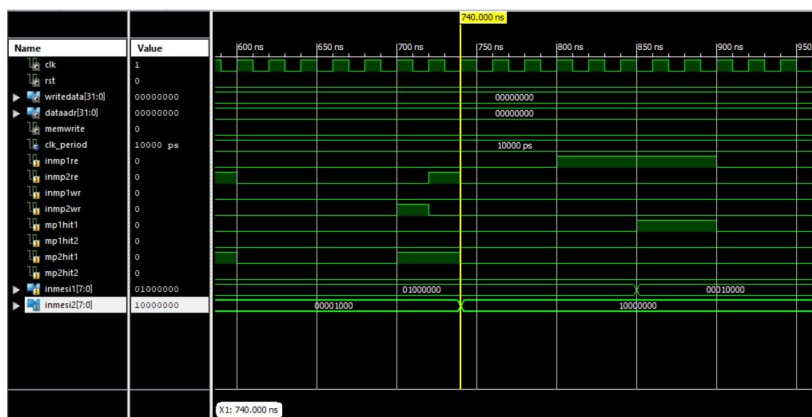 740.000 ns
Name Value
600 ns 650 ns 700 ns 750 ns 800 ns 850 ns 900 ns 950
clk 1
rst 0
writedata[31:0] 00000000 00000000
dataadr[31:0] 00000000 00000000
memwrite 0
clk_period 10000 ps 10000 ps
inmp1re 0
inmp2re 0
inmp1wr 0
inmp2wr 0
mp1hit1 0
mp1hit2 0
mp2hit1 0
mp2hit2 0
inmesi1[7:0] 01000000 01000000 00010000
inmesi2[7:0] 10000000 00001000 10000000
X1: 740.000 ns